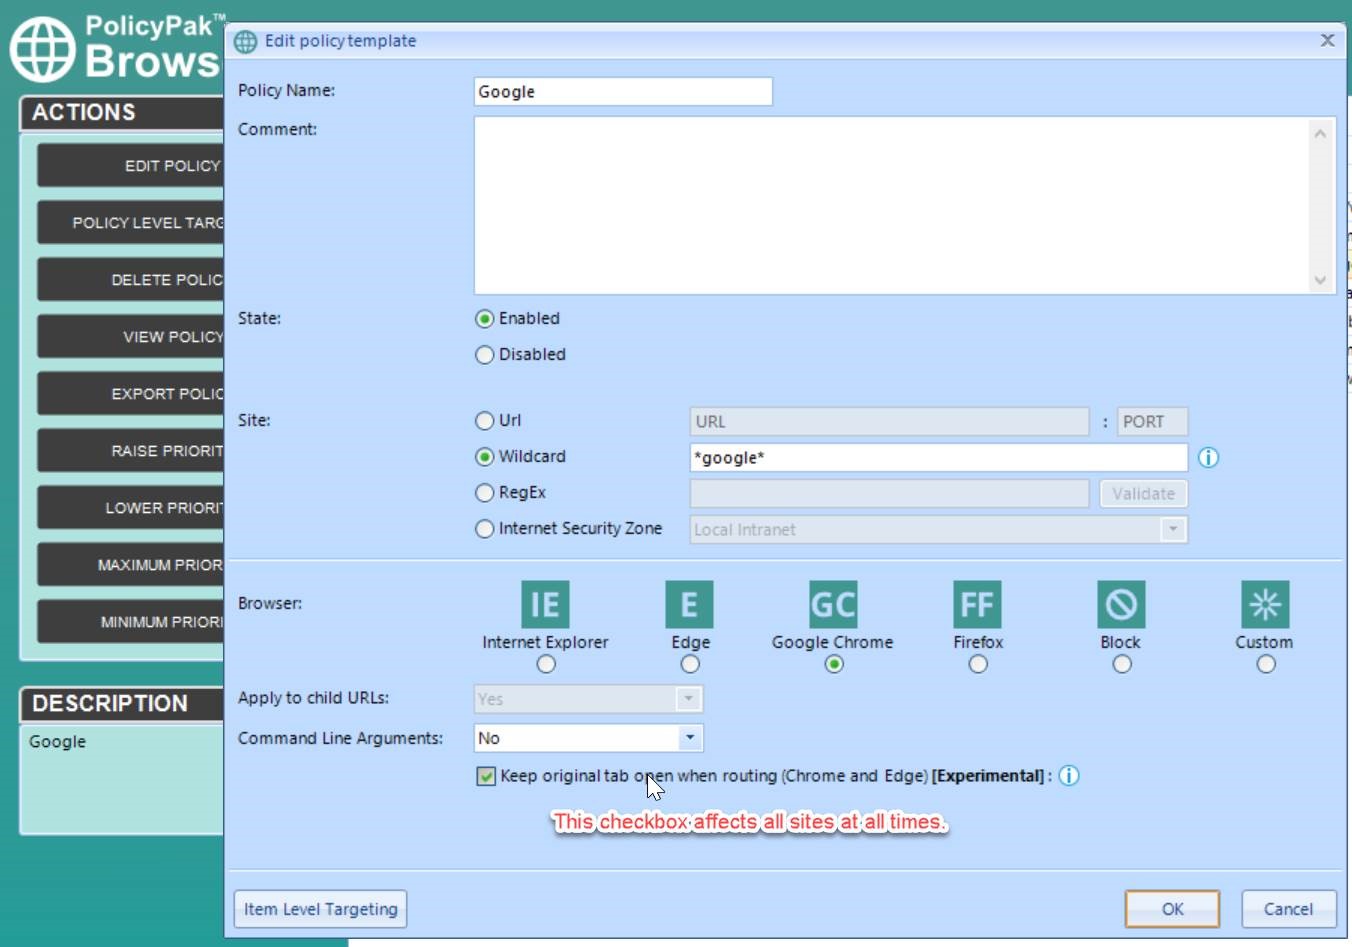 PolicyPak™
Brows
Edit policy template
Policy Name:
Google
ACTIONS
Comment:
EDIT POLICY
POLICY LEVEL TARG
DELETE POLIC
VIEW POLICY
EXPORT POLIC
RAISE PRIORIT
LOWER PRIORI
MAXIMUM PRIOR
MINIMUM PRIORI
State:
Enabled
Disabled
Site:
Url
URL
:
PORT
Wildcard
*google*
RegEx
Validate
Internet Security Zone
Local Intranet
Browser:
IE
E
GC
FF
Internet Explorer
Edge
Google Chrome
Firefox
Block
Custom
DESCRIPTION
Google
Apply to child URLs:
Yes
Command Line Arguments:
No
Keep original tab open when routing (Chrome and Edge) [Experimental] :
This checkbox affects all sites at all times.
Item Level Targeting
OK
Cancel